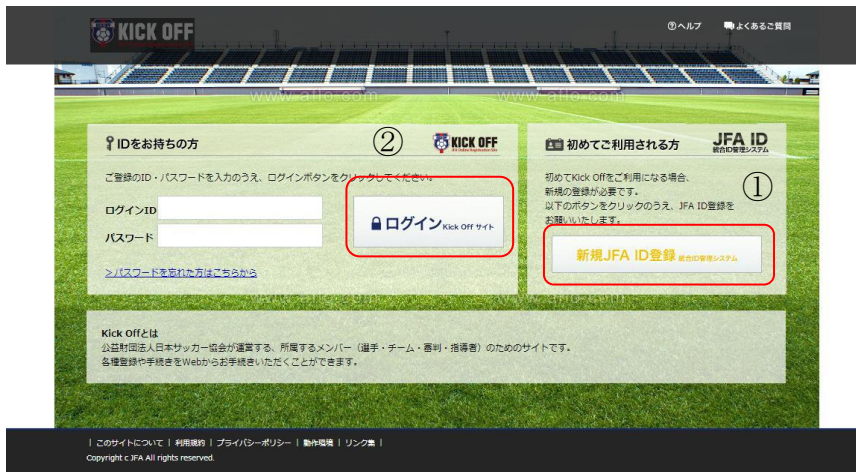 KICK OFF
?ヘルプ
よくあるご質問
www.aflo.com
www.aflo.com
IDをお持ちの方
②
KICK OFF
ご登録のID・パスワードを入力のうえ、ログインボタンをクリックしてください。
ログインID
パスワード
ログイン Kick Off サイト
>パスワードを忘れた方はこちらから
初めてご利用される方
JFA ID
統合ID管理システム
①
初めてKick Offをご利用になる場合、
新規の登録が必要です。
以下のボタンをクリックのうえ、JFA ID登録を
お願いいたします。
新規JFA ID登録 統合ID管理システム
www.aflo.com
www.aflo.com
Kick Offとは
公益財団法人日本サッカー協会が運営する、所属するメンバー（選手・チーム・審判・指導者）のためのサイトです。
各種登録や手続きをWebからお手続きいただくことができます。
| このサイトについて | 利用規約 | プライバシーポリシー | 動作環境 | リンク集 |
Copyright c JFA All rights reserved.